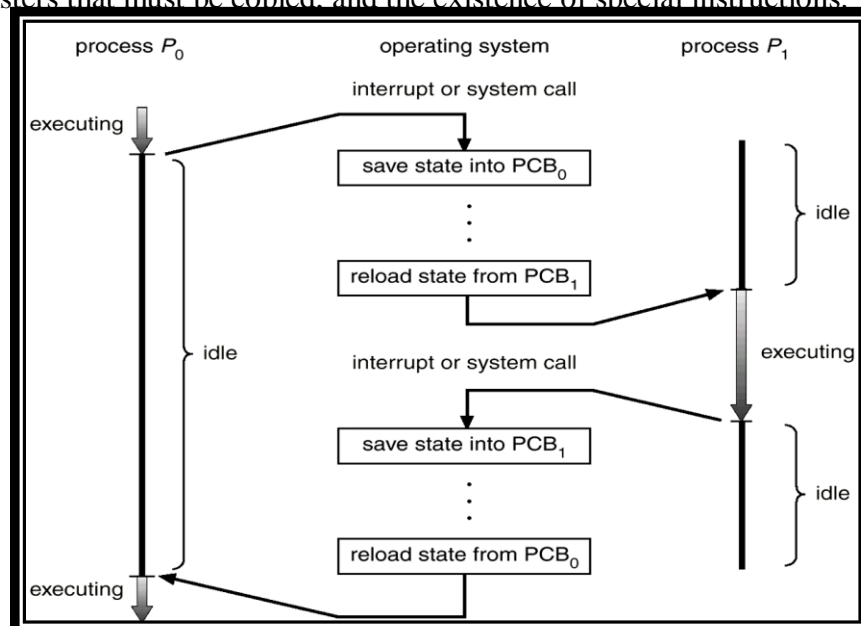 sters that must be copied, and the existence of special instructions.
process P0 operating system process P1
interrupt or system call
executing
save state into PCB0
idle
reload state from PCB1
idle
executing
interrupt or system call
save state into PCB1
idle
reload state from PCB0
executing